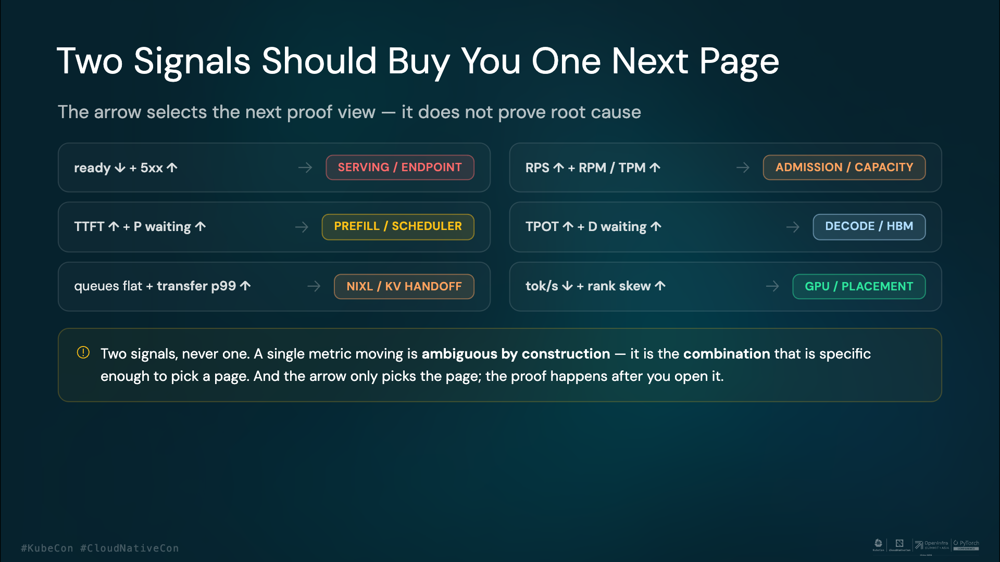 Two Signals Should Buy You One Next Page
The arrow selects the next proof view — it does not prove root cause
ready ↓ + 5xx ↑ → SERVING / ENDPOINT
RPS ↑ + RPM / TPM ↑ → ADMISSION / CAPACITY
TTFT ↑ + P waiting ↑ → PREFILL / SCHEDULER
TPOT ↑ + D waiting ↑ → DECODE / HBM
queues flat + transfer p99 ↑ → NIXL / KV HANDOFF
tok/s ↓ + rank skew ↑ → GPU / PLACEMENT
Two signals, never one. A single metric moving is ambiguous by construction — it is the combination that is specific
enough to pick a page. And the arrow only picks the page; the proof happens after you open it.
#KubeCon #CloudNativeCon
KubeCon CloudNativeCon OpenInfra SUMMIT • ASIA PyTorch CONFERENCE